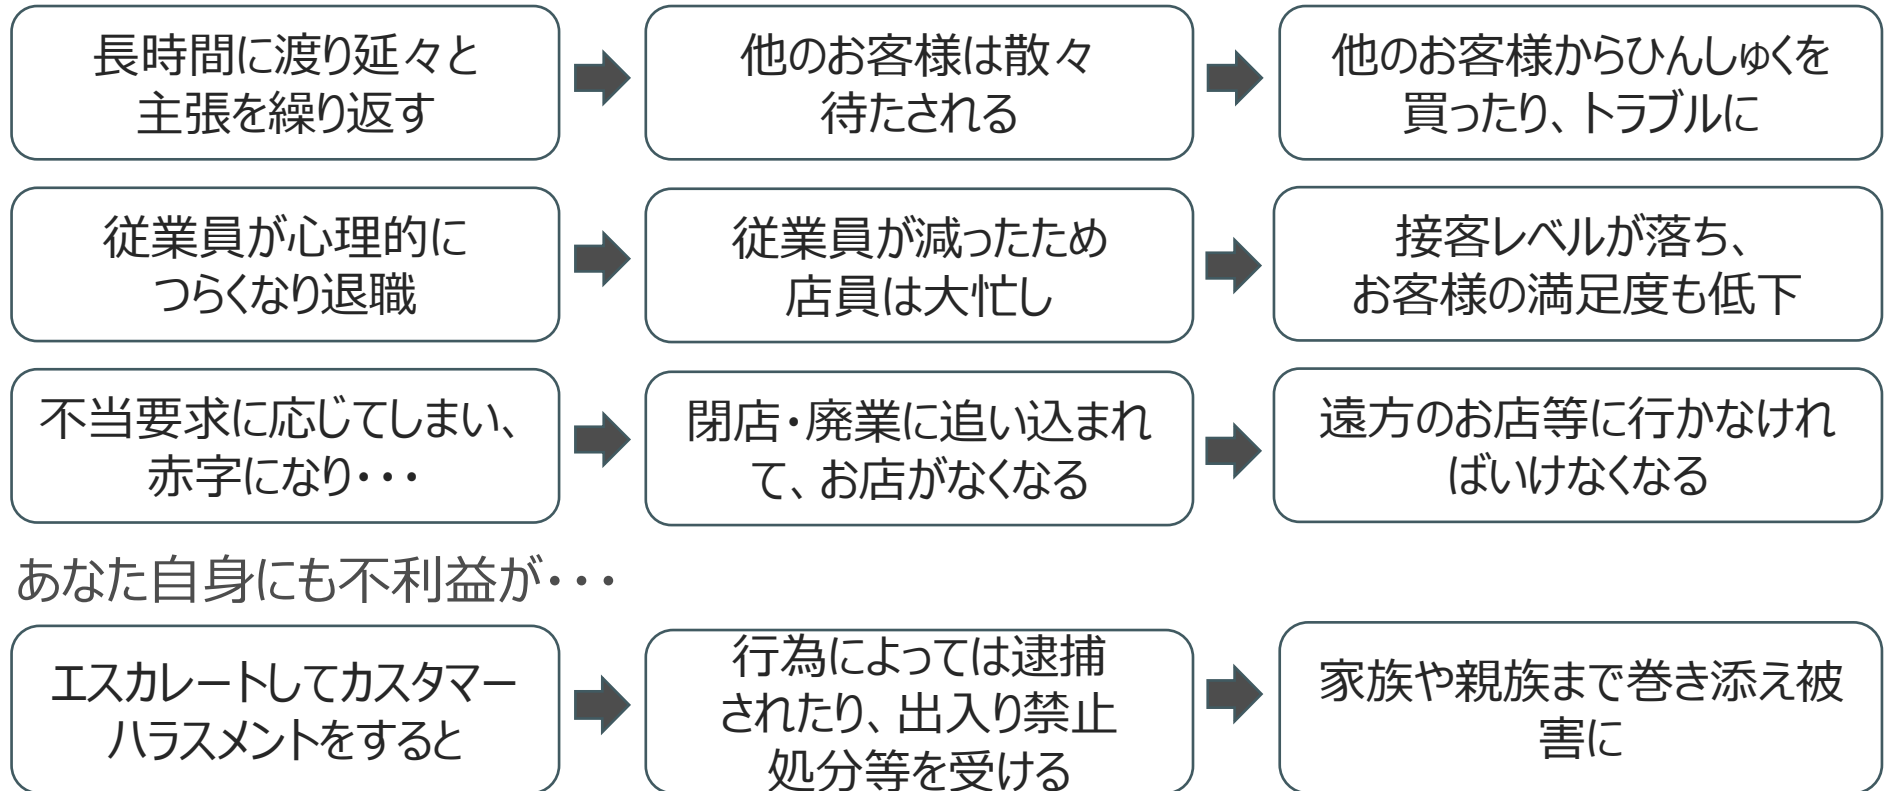 長時間に渡り延々と
主張を繰り返す
他のお客様は散々
待たされる
他のお客様からひんしゅくを
買ったり、トラブルに
従業員が心理的に
つらくなり退職
従業員が減ったため
店員は大忙し
接客レベルが落ち、
お客様の満足度も低下
不当要求に応じてしまい、
赤字になり・・・
閉店・廃業に追い込まれ
て、お店がなくなる
遠方のお店等に行かなけれ
ばいけなくなる
あなた自身にも不利益が・・・
エスカレートしてカスタマー
ハラスメントをすると
行為によっては逮捕
されたり、出入り禁止
処分等を受ける
家族や親族まで巻き添え被
害に